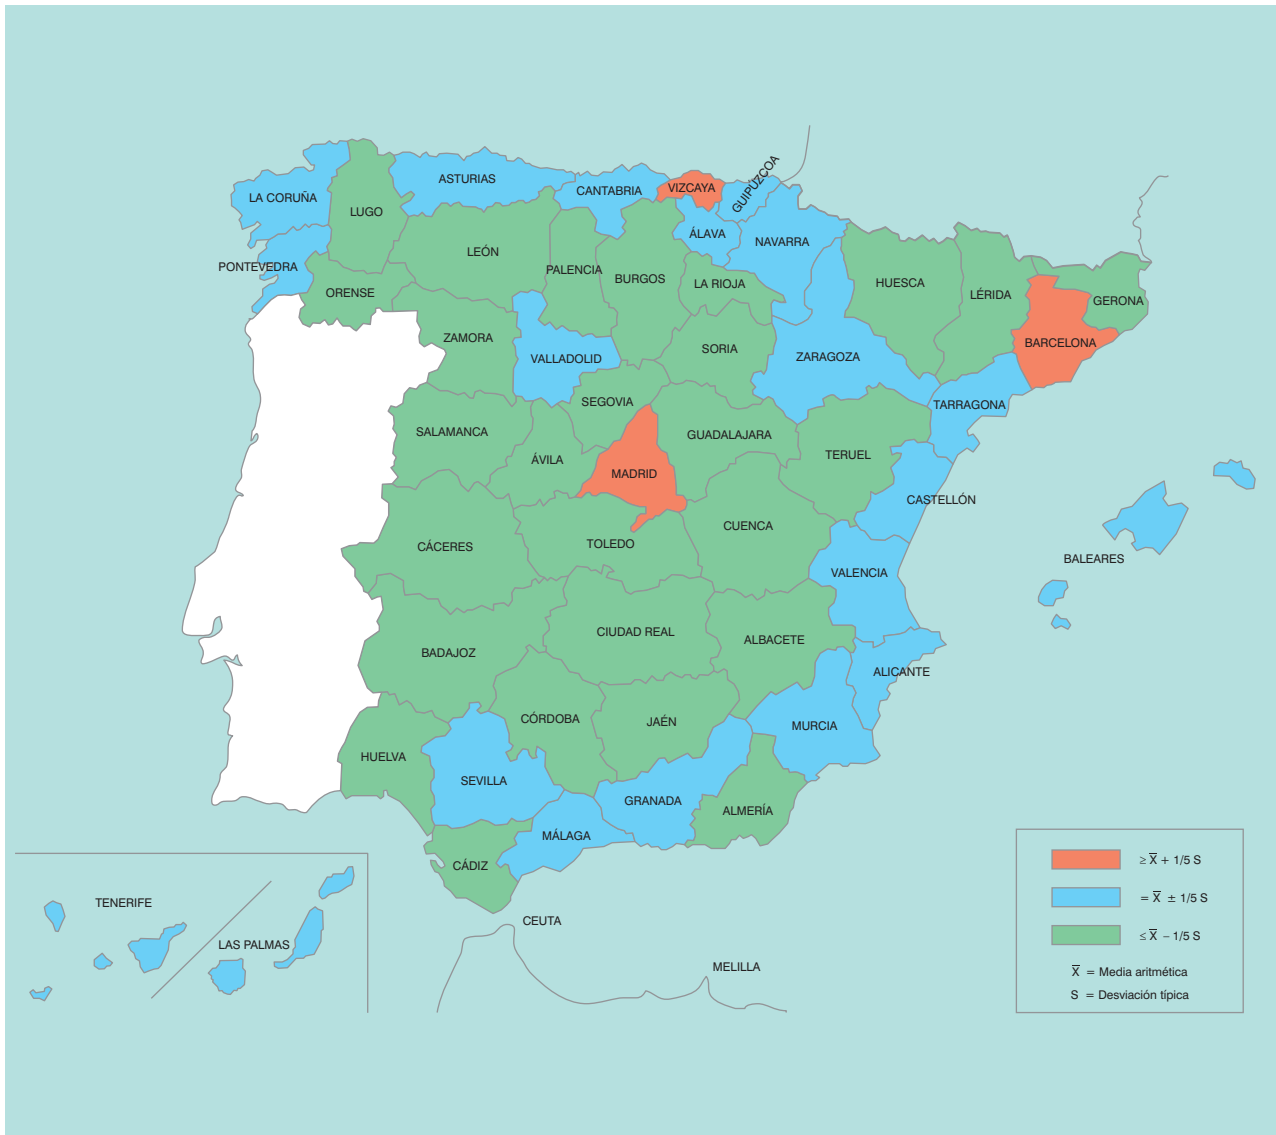 GUIPÚZCOA
ASTURIAS
CANTABRIA
VIZCAYA
LA CORUÑA
LUGO
ÁLAVA
NAVARRA
LEÓN
PONTEVEDRA
PALENCIA
BURGOS
LA RIOJA
HUESCA
ORENSE
LÉRIDA
GERONA
ZAMORA
BARCELONA
VALLADOLID
SORIA
ZARAGOZA
SEGOVIA
TARRAGONA
SALAMANCA
GUADALAJARA
ÁVILA
TERUEL
MADRID
CASTELLÓN
CUENCA
CÁCERES
TOLEDO
BALEARES
VALENCIA
CIUDAD REAL
ALBACETE
BADAJOZ
ALICANTE
CÓRDOBA
JAÉN
MURCIA
HUELVA
SEVILLA
GRANADA
ALMERÍA
MÁLAGA
CÁDIZ
TENERIFE
CEUTA
LAS PALMAS
MELILLA
≥ X̅ + 1/5 S
= X̅ ± 1/5 S
≤ X̅ − 1/5 S
X̅ = Media aritmética
S = Desviación típica